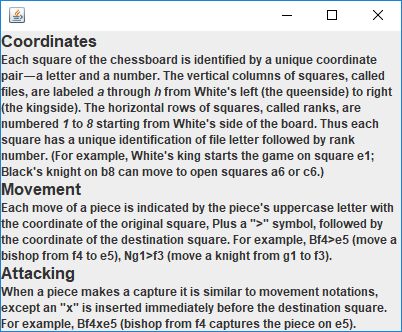 Coordinates
Each square of the chessboard is identified by a unique coordinate
pair—a letter and a number. The vertical columns of squares, called
files, are labeled a through h from White's left (the queenside) to right
(the kingside). The horizontal rows of squares, called ranks, are
numbered 1 to 8 starting from White's side of the board. Thus each
square has a unique identification of file letter followed by rank
number. (For example, White's king starts the game on square e1;
Black's knight on b8 can move to open squares a6 or c6.)
Movement
Each move of a piece is indicated by the piece's uppercase letter with
the coordinate of the original square, Plus a ">" symbol, followed by
the coordinate of the destination square. For example, Bf4>e5 (move a
bishop from f4 to e5), Ng1>f3 (move a knight from g1 to f3).
Attacking
When a piece makes a capture it is similar to movement notations,
except an "x" is inserted immediately before the destination square.
For example, Bf4xe5 (bishop from f4 captures the piece on e5).